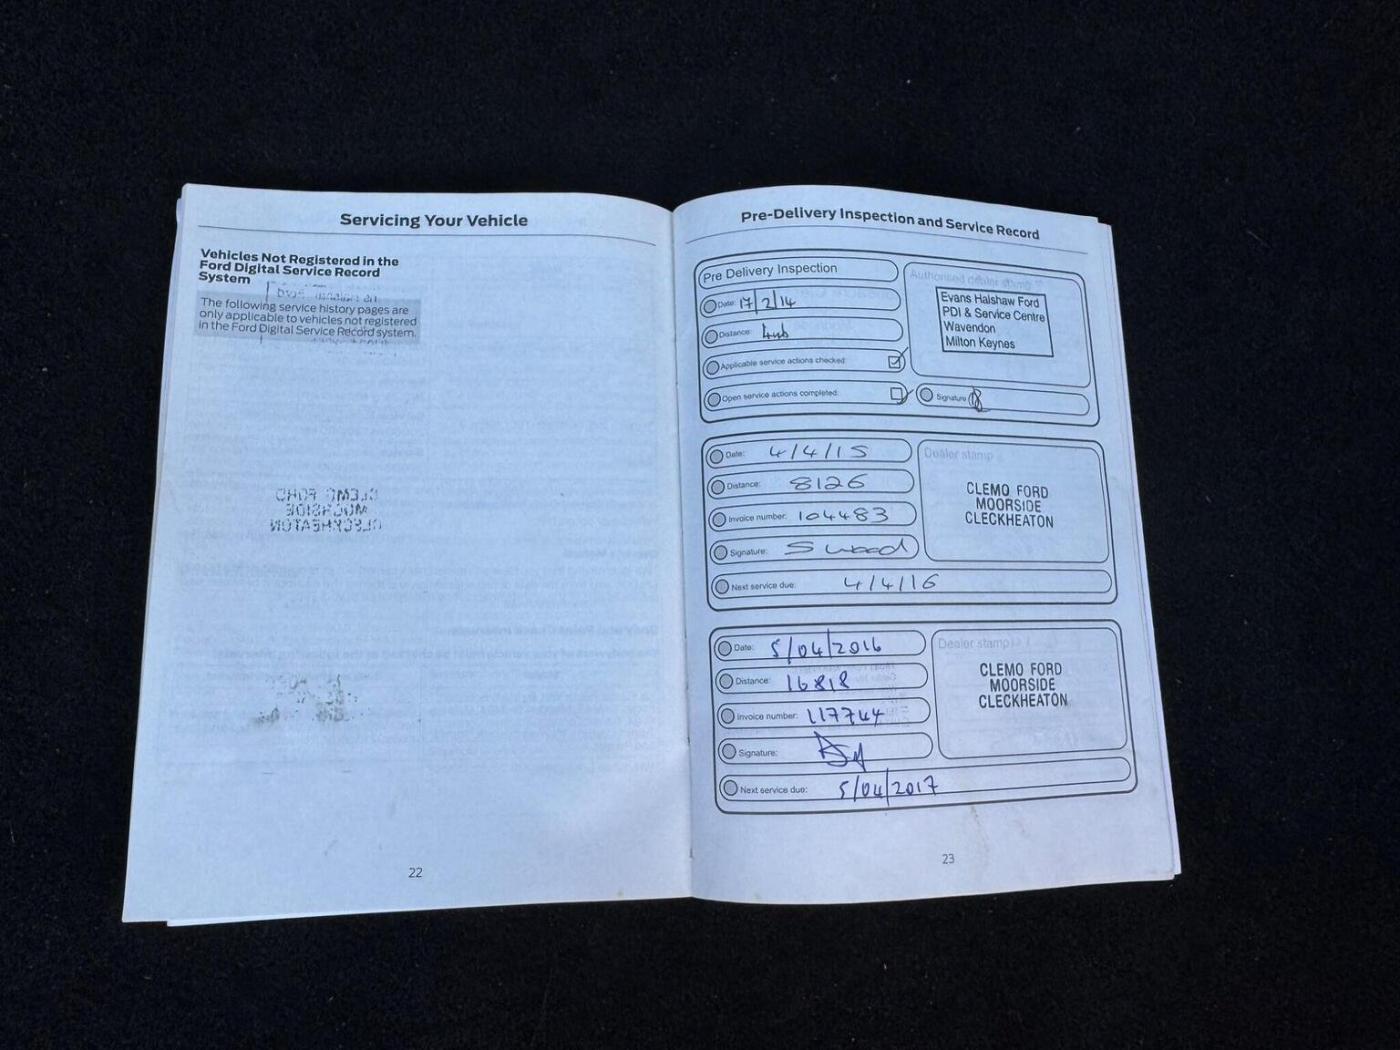 Servicing Your Vehicle
Vehicles Not Registered in the
Ford Digital Service Record
System
The following service history pages are
only applicable to vehicles not registered
in the Ford Digital Service Record system.
CLEMO FORD
MOORSIDE
CLECKHEATON
22
Pre-Delivery Inspection and Service Record
Pre Delivery Inspection
Date: 17/2/14
Distance:
Applicable service actions checked:
Open service actions completed:
Authorised dealer stamp
Evans Halshaw Ford
PDI & Service Centre
Wavendon
Milton Keynes
Signature
Date: 4/4/15
Distance: 8126
Invoice number: 104483
Signature: S Wood
Next service due: 4/4/16
Dealer stamp
CLEMO FORD
MOORSIDE
CLECKHEATON
Date: 5/04/2016
Distance: 16818
Invoice number: 117744
Signature:
Next service due: 5/04/2017
Dealer stamp
CLEMO FORD
MOORSIDE
CLECKHEATON
23